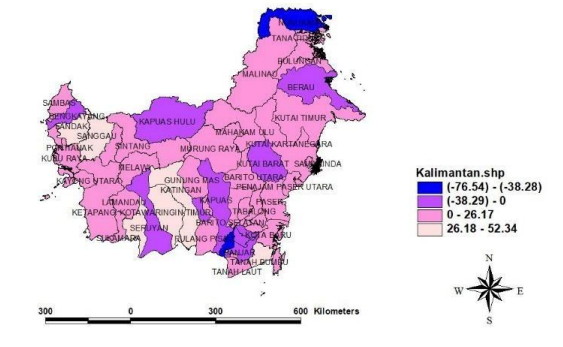 TANA TIDUNG
BULUNGAN
MALINAU
BERAU
SAMBAS
BENGKAYANG
KAPUAS HULU
KUTAI TIMUR
LANDAK
SANGGAU
MAHAKAM ULU
PONTIANAK
SINTANG
MURUNG RAYA
KUTAI KARTANEGARA
KUBU RAYA
MELAWI
KUTAI BARAT
SAMARINDA
KAYONG UTARA
GUNUNG MAS
BARITO UTARA
KATINGAN
PENAJAM PASER UTARA
LAMANDAU
KAPUAS
PASER
KETAPANG
KOTAWARINGIN TIMUR
TABALONG
BARITO SELATAN
SERUYAN
SUKAMARA
PULANG PISAU
KOTA BARU
BANJAR
TANAH BUMBU
TANAH LAUT
Kalimantan.shp
(-76.54) - (-38.28)
(-38.29) - 0
0 - 26.17
26.18 - 52.34
N
W E
S
300 0 300 600 Kilometers